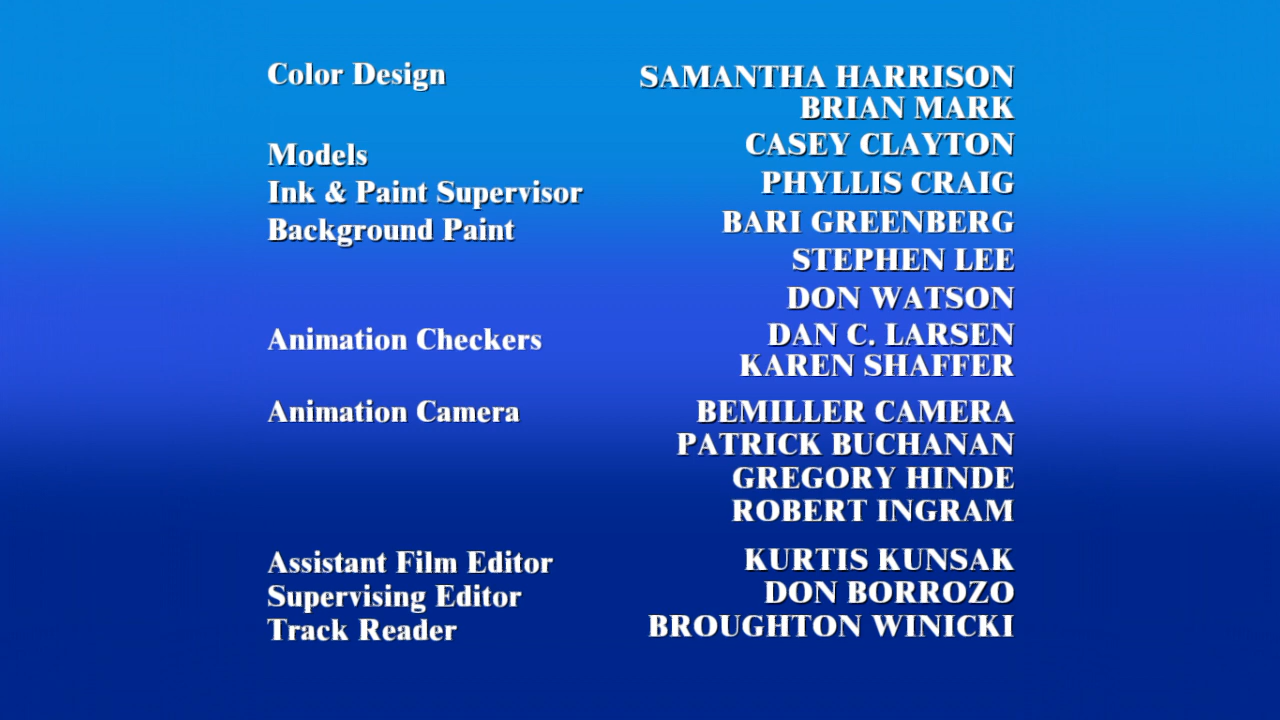 Color Design SAMANTHA HARRISON
BRIAN MARK
Models CASEY CLAYTON
Ink & Paint Supervisor PHYLLIS CRAIG
Background Paint BARI GREENBERG
STEPHEN LEE
DON WATSON
Animation Checkers DAN C. LARSEN
KAREN SHAFFER
Animation Camera BEMILLER CAMERA
PATRICK BUCHANAN
GREGORY HINDE
ROBERT INGRAM
Assistant Film Editor KURTIS KUNSAK
Supervising Editor DON BORROZO
Track Reader BROUGHTON WINICKI